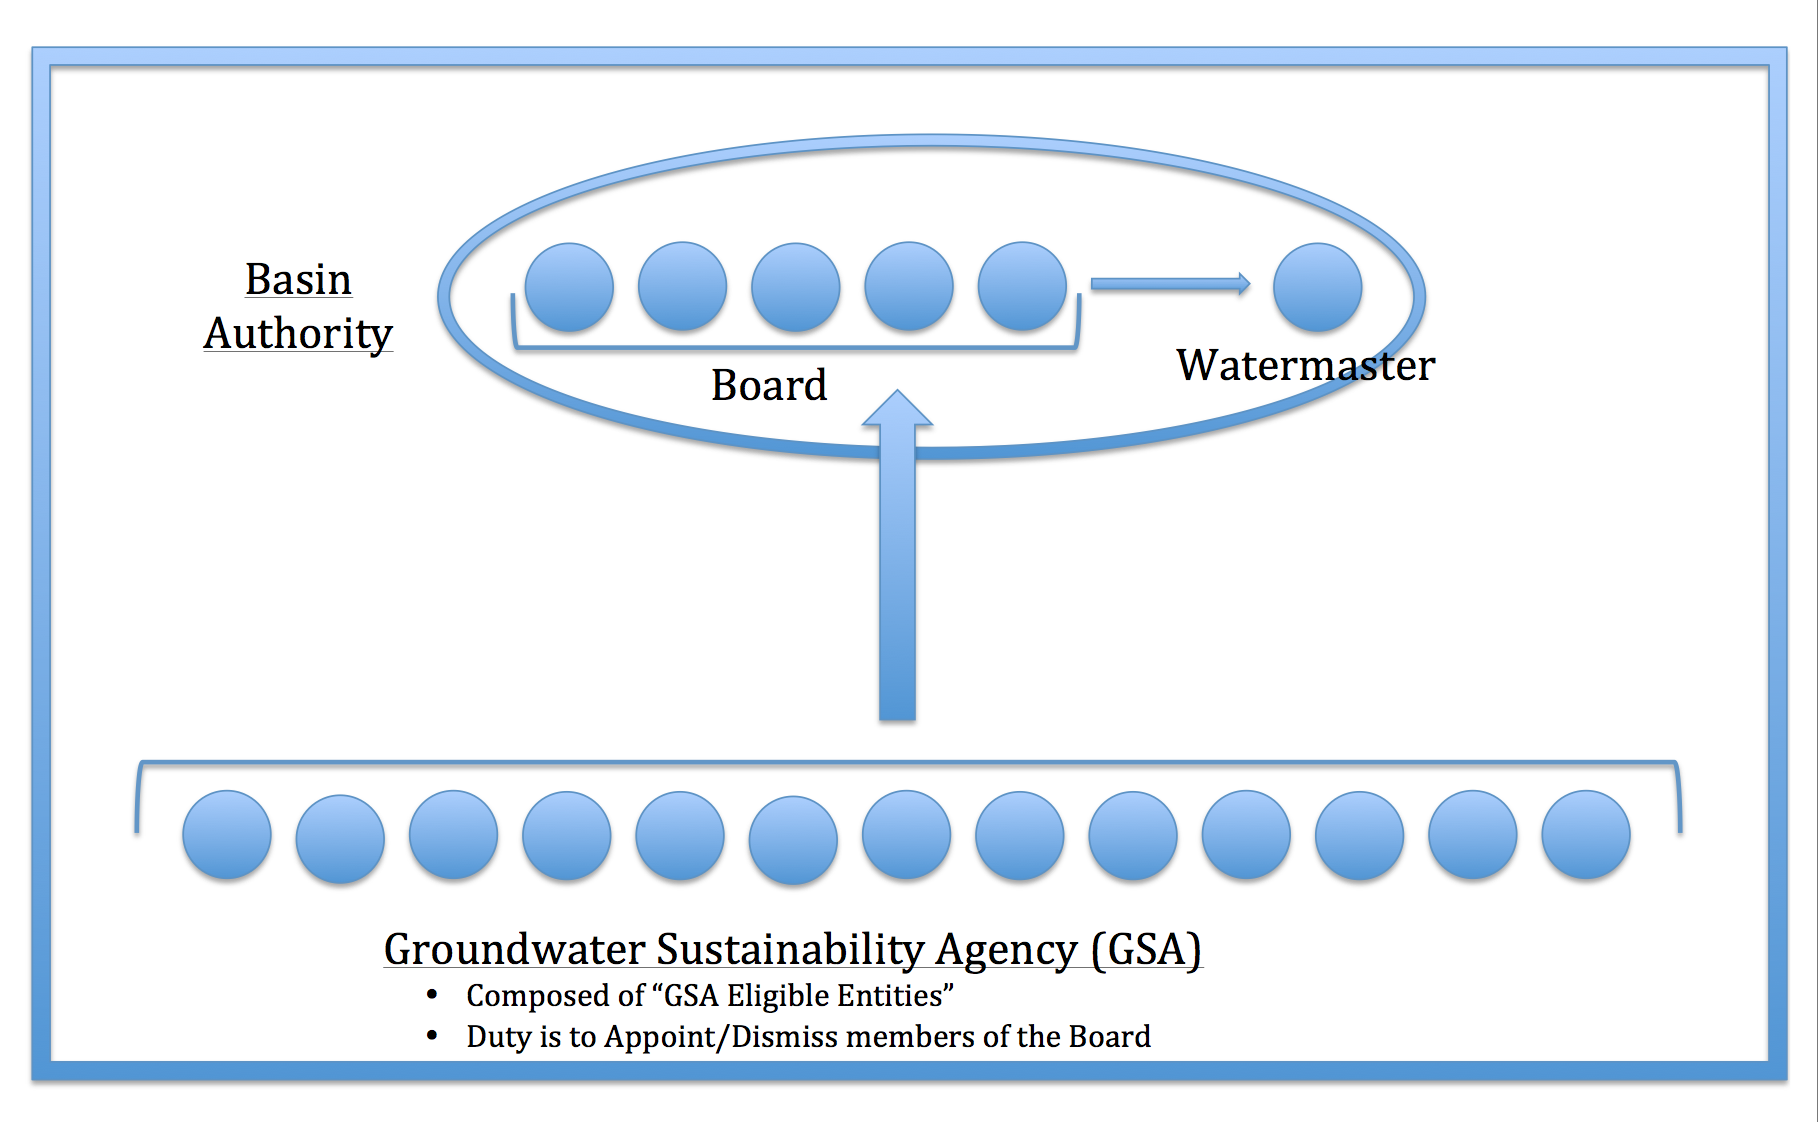 Basin
Authority
Board
Watermaster
Groundwater Sustainability Agency (GSA)
• Composed of “GSA Eligible Entities”
• Duty is to Appoint/Dismiss members of the Board